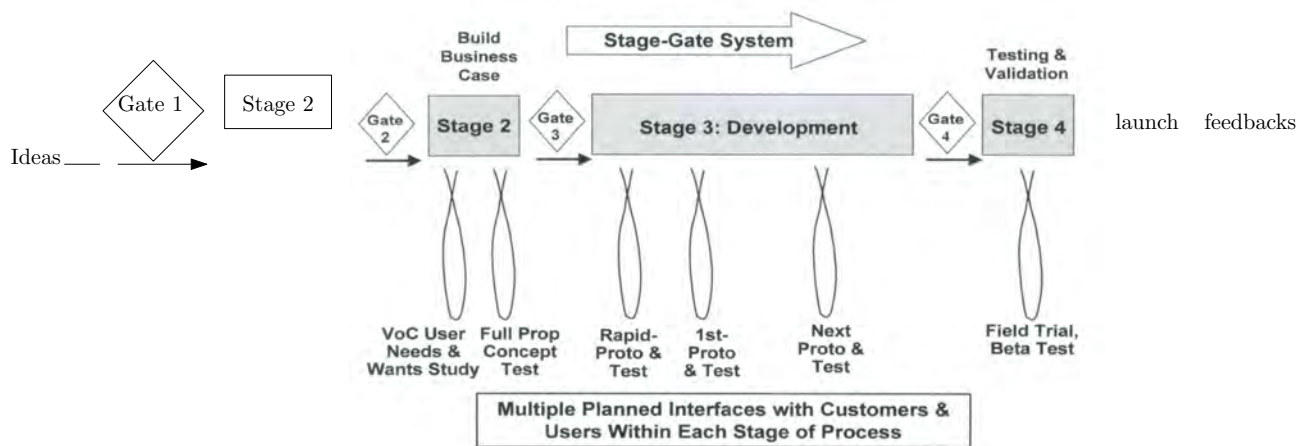 Build
Business
Case
Stage-Gate System
Testing &
Validation
Ideas
Gate 1
Stage 2
Gate
2
Stage 2
Gate
3
Stage 3: Development
Gate
4
Stage 4
launch feedbacks
VoC User
Needs &
Wants Study
Full Prop
Concept
Test
Rapid-
Proto &
Test
1st-
Proto
& Test
Next
Proto &
Test
Field Trial,
Beta Test
Multiple Planned Interfaces with Customers &
Users Within Each Stage of Process